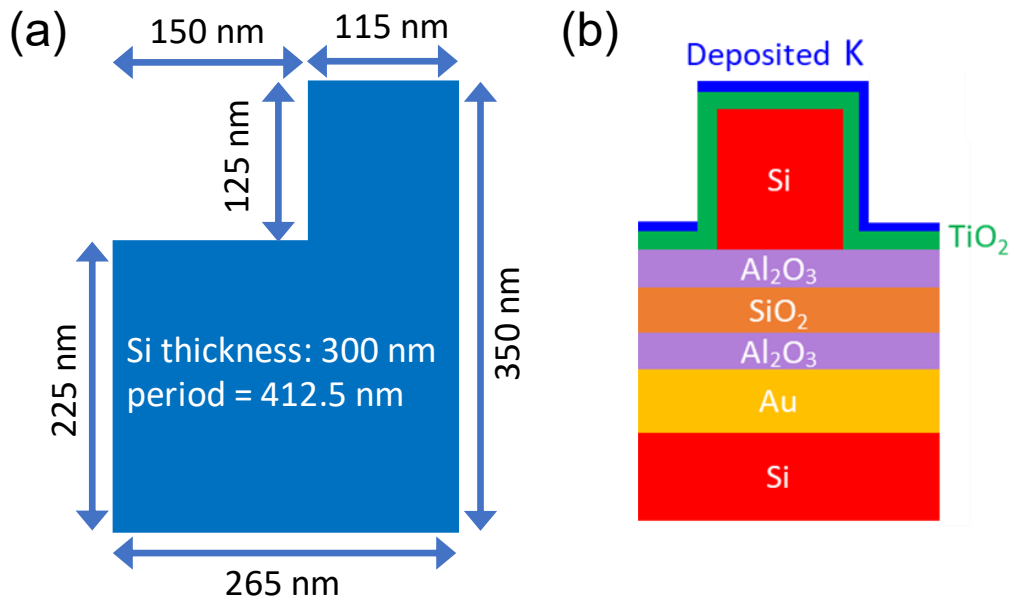 (a)
150 nm
115 nm
125 nm
225 nm
350 nm
Si thickness: 300 nm
period = 412.5 nm
265 nm
(b)
Deposited K
Si
TiO₂
Al₂O₃
SiO₂
Al₂O₃
Au
Si